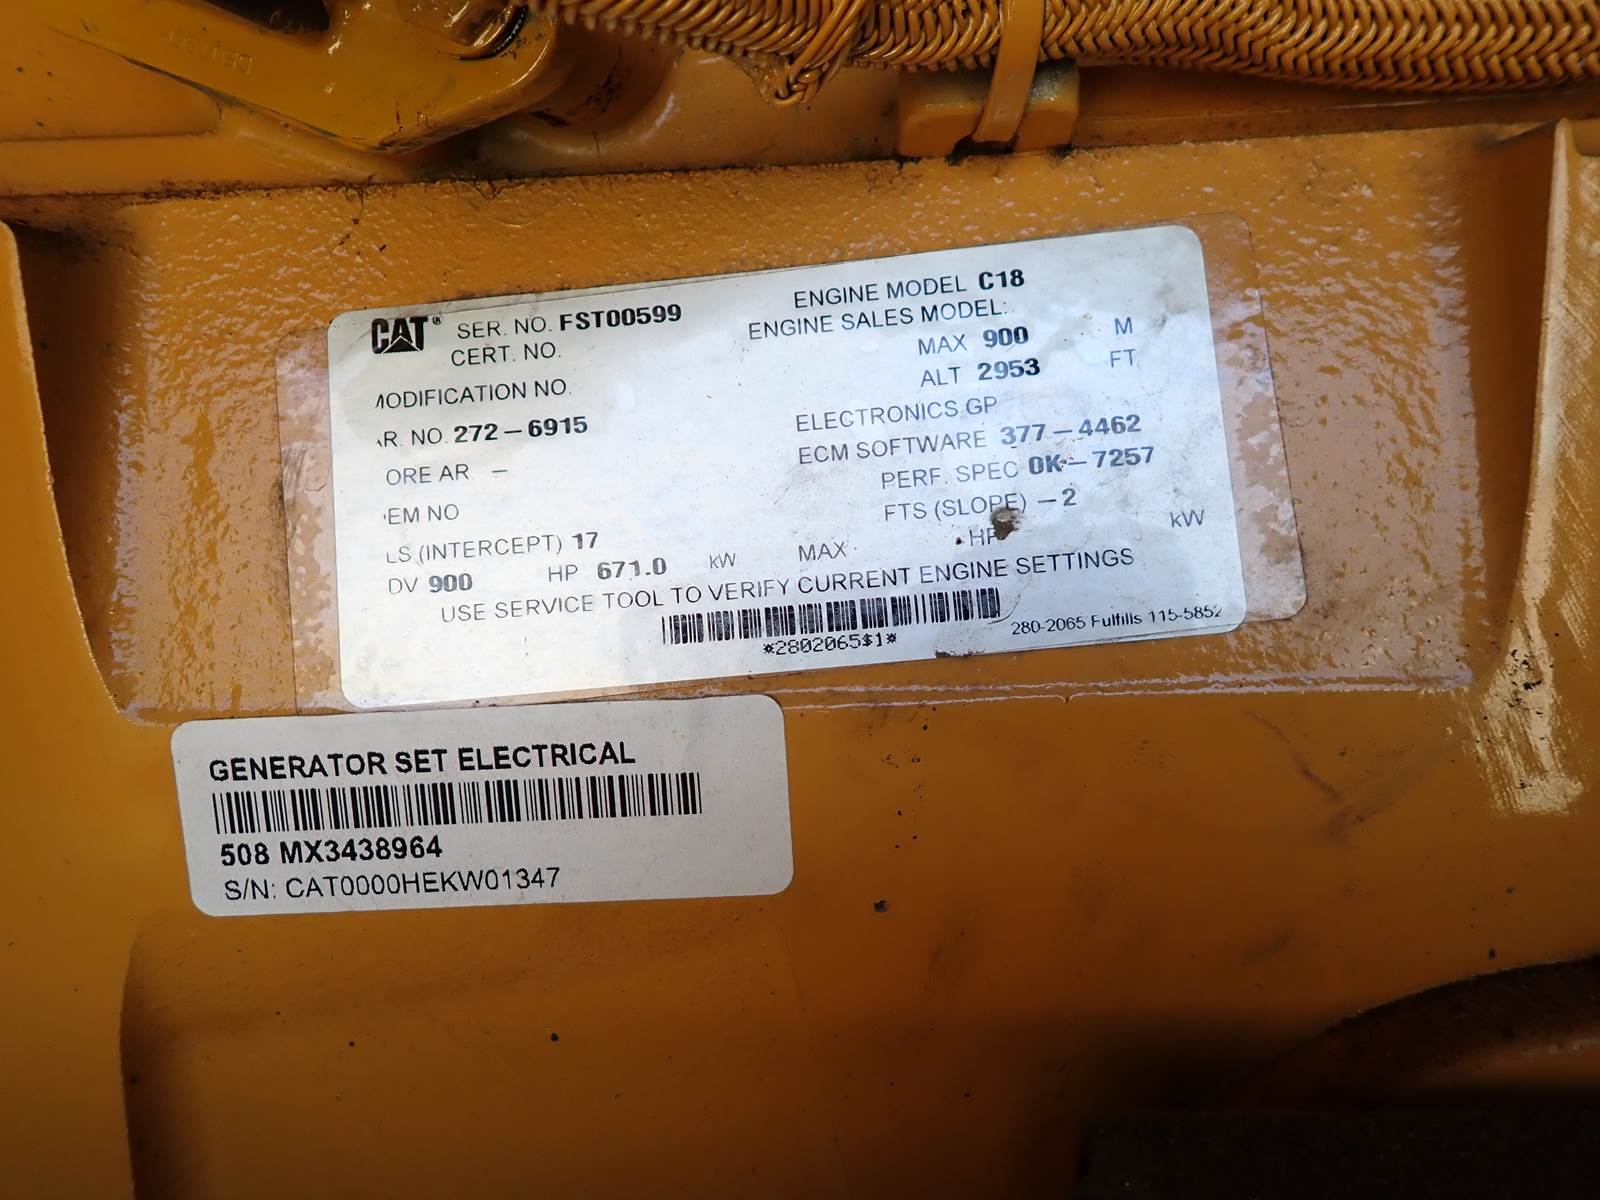 CAT® SER. NO. FST00599 ENGINE MODEL C18
CERT. NO. ENGINE SALES MODEL:
MODIFICATION NO. MAX 900 M
ALT 2953 FT
R. NO. 272-6915 ELECTRONICS GP
ORE AR - ECM SOFTWARE 377-4462
EM NO PERF. SPEC 0K-7257
LS (INTERCEPT) 17 FTS (SLOPE) -2
DV 900 HP 671.0 kW MAX HP kW
USE SERVICE TOOL TO VERIFY CURRENT ENGINE SETTINGS
*2802065$1* 280-2065 Fulfills 115-5852
GENERATOR SET ELECTRICAL
508 MX3438964
S/N: CAT0000HEKW01347